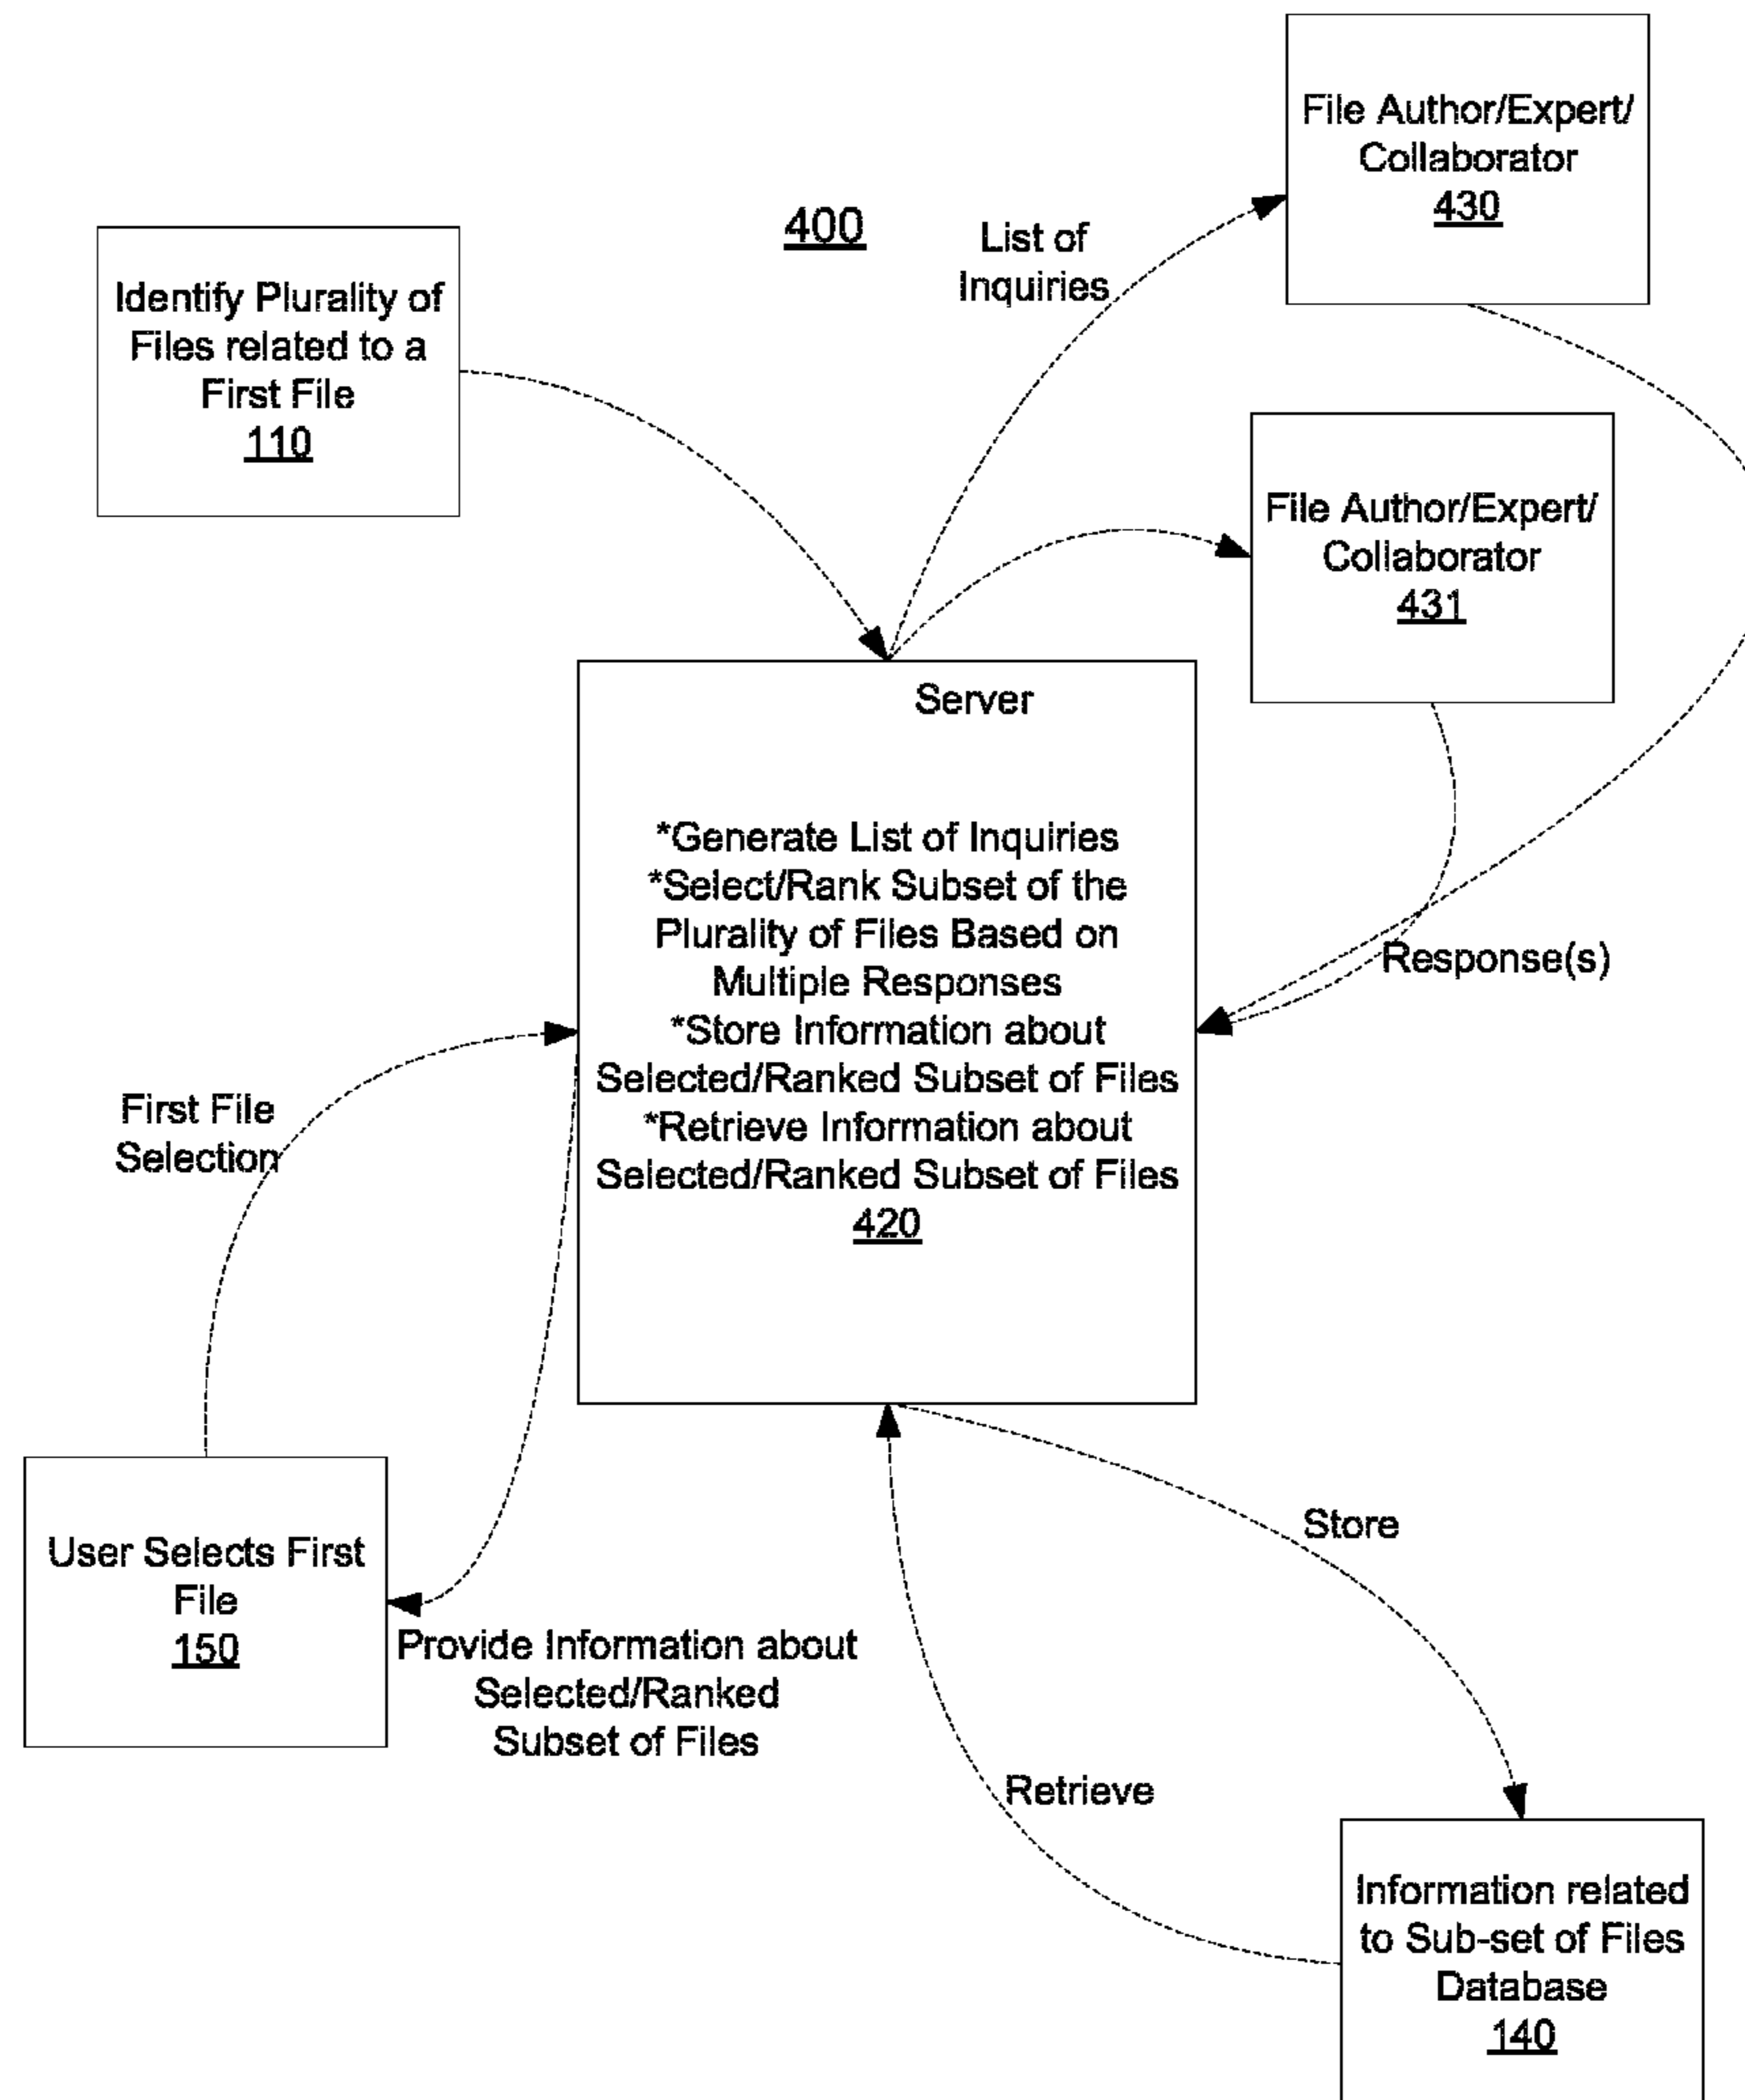 File Author/Expert/
Collaborator
430
400
List of
Inquiries
Identify Plurality of
Files related to a
First File
110
File Author/Expert/
Collaborator
431
Server
*Generate List of Inquiries
*Select/Rank Subset of the
Plurality of Files Based on
Multiple Responses
*Store Information about
Selected/Ranked Subset of Files
*Retrieve Information about
Selected/Ranked Subset of Files
420
Response(s)
First File
Selection
User Selects First
File
150
Provide Information about
Selected/Ranked
Subset of Files
Store
Retrieve
Information related
to Sub-set of Files
Database
140